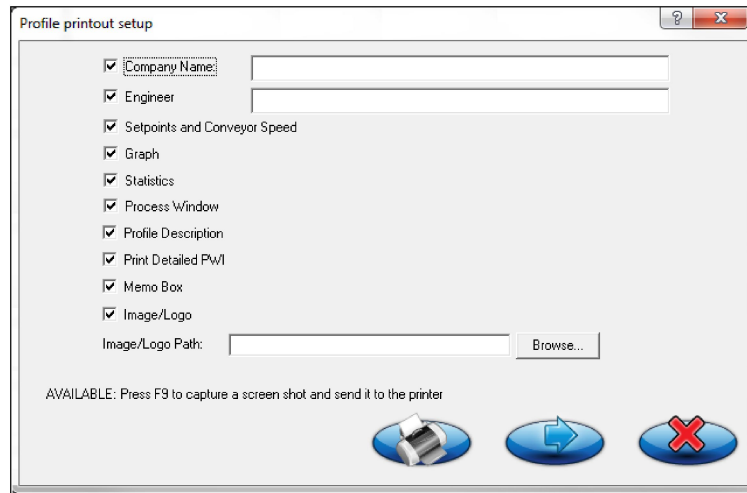 Profile printout setup
Company Name:
Engineer
Setpoints and Conveyor Speed
Graph
Statistics
Process Window
Profile Description
Print Detailed PWI
Memo Box
Image/Logo
Image/Logo Path: Browse...
AVAILABLE: Press F9 to capture a screen shot and send it to the printer